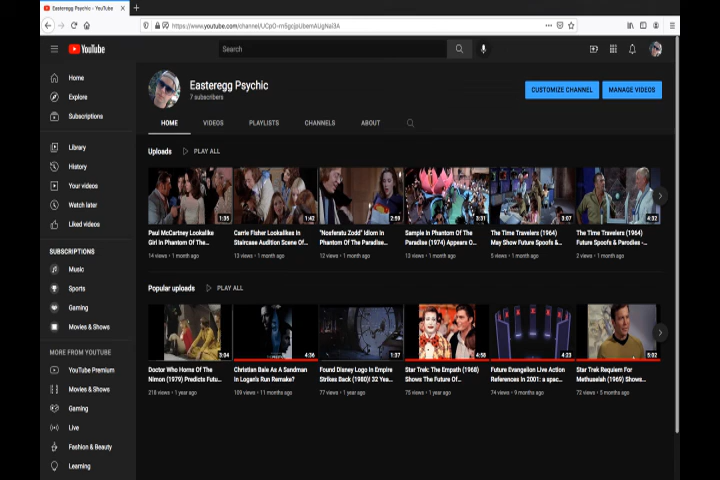 Easteregg Psychic - YouTube
YouTube
Search
Home
Explore
Subscriptions
Library
History
Your videos
Watch later
Liked videos
SUBSCRIPTIONS
Music
Sports
Gaming
Movies & Shows
MORE FROM YOUTUBE
YouTube Premium
Movies & Shows
Gaming
Live
Fashion & Beauty
Learning
Easteregg Psychic
7 subscribers
CUSTOMIZE CHANNEL
MANAGE VIDEOS
HOME VIDEOS PLAYLISTS CHANNELS ABOUT
Uploads PLAY ALL
1:35
Paul McCartney Lookalike
Girl in Phantom Of The...
14 views • 1 month ago
1:42
Carrie Fisher Lookalikes In
Staircase Audition Scene Of...
13 views • 1 month ago
2:59
"Nosferatu Zodd" Idiom In
Phantom Of The Paradise...
12 views • 1 month ago
3:31
Sample In Phantom Of The
Paradise (1974) Appears O...
13 views • 1 month ago
3:07
The Time Travelers (1964)
May Show Future Spoofs &...
5 views • 1 month ago
4:32
The Time Travelers (1964)
Future Spoofs & Parodies -...
2 views • 1 month ago
Popular uploads PLAY ALL
3:04
Doctor Who Horns Of The
Nimon (1979) Predicts Futu...
218 views • 1 year ago
4:36
Christian Bale As A Sandman
In Logan's Run Remake?
109 views • 11 months ago
1:37
Found Disney Logo In Empire
Strikes Back (1980)! 32 Yea...
77 views • 1 year ago
4:58
Star Trek: The Empath (1968)
Shows The Future Of...
75 views • 1 year ago
4:23
Future Evangelion Live Action
References In 2001: a spac...
74 views • 9 months ago
5:02
Star Trek Requiem For
Methuselah (1969) Shows...
72 views • 5 months ago